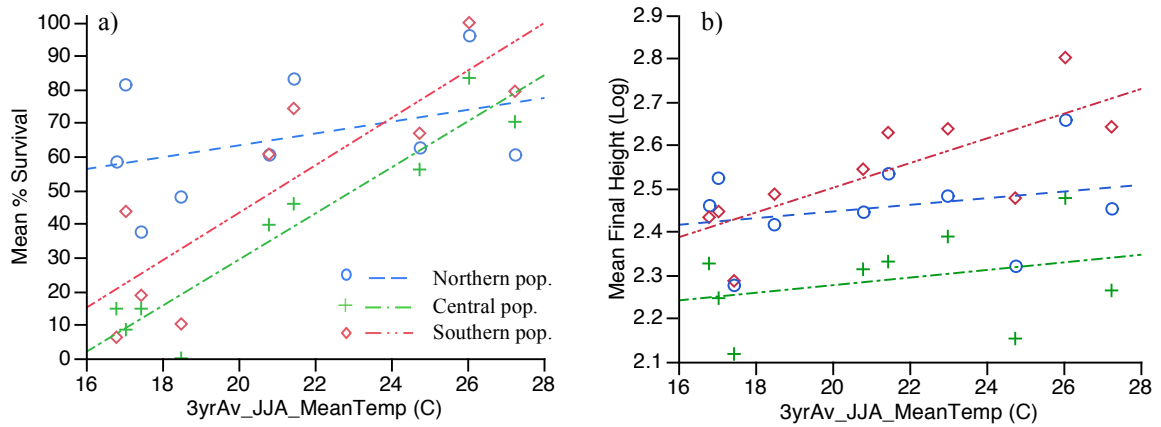 a)
Mean % Survival
100
90
80
70
60
50
40
30
20
10
0
Northern pop.
Central pop.
Southern pop.
16 18 20 22 24 26 28
3yrAv_JJA_MeanTemp (C)
b)
Mean Final Height (Log)
2.9
2.8
2.7
2.6
2.5
2.4
2.3
2.2
2.1
16 18 20 22 24 26 28
3yrAv_JJA_MeanTemp (C)